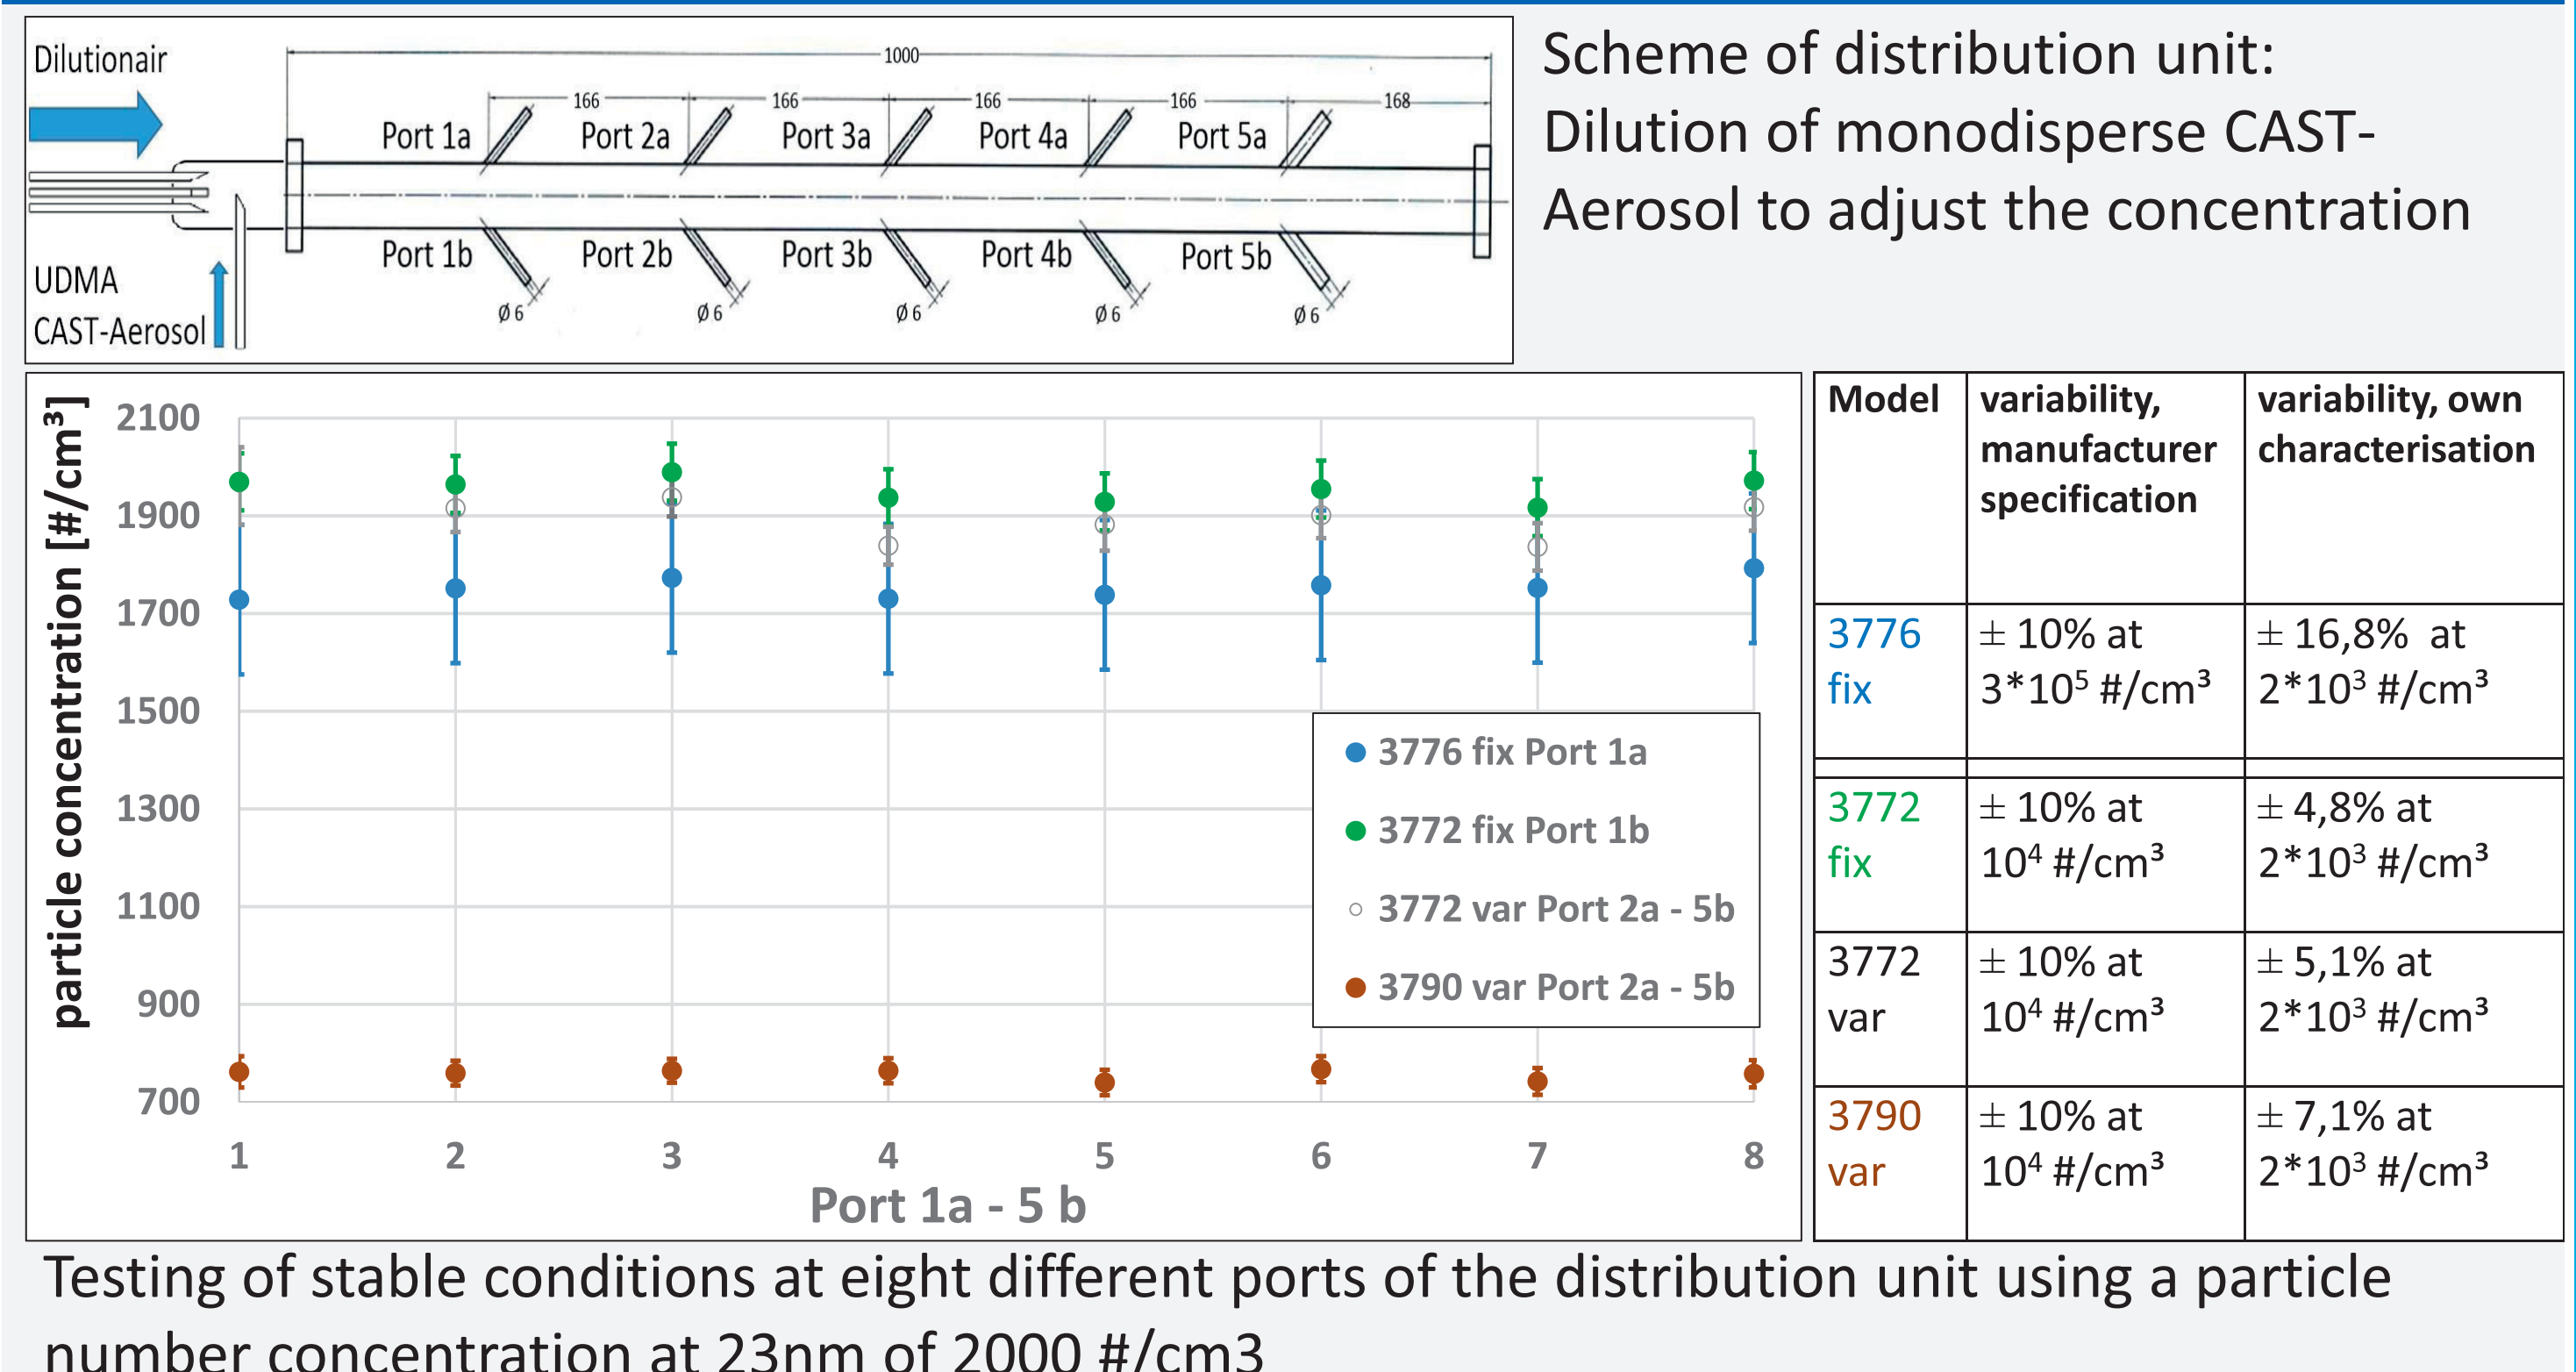 Dilutionair
1000
166 166 166 166 168
Port 1a Port 2a Port 3a Port 4a Port 5a
Port 1b Port 2b Port 3b Port 4b Port 5b
Ø 6 Ø 6 Ø 6 Ø 6 Ø 6
UDMA
CAST-Aerosol
Scheme of distribution unit:
Dilution of monodisperse CAST-
Aerosol to adjust the concentration
particle concentration [#/cm³]
2100
1900
1700
1500
1300
1100
900
700
1 2 3 4 5 6 7 8
Port 1a - 5 b
3776 fix Port 1a
3772 fix Port 1b
3772 var Port 2a - 5b
3790 var Port 2a - 5b
Model
variability,
manufacturer
specification
variability, own
characterisation
3776
fix
± 10% at
3*10⁵ #/cm³
± 16,8%  at
2*10³ #/cm³
3772
fix
± 10% at
10⁴ #/cm³
± 4,8% at
2*10³ #/cm³
3772
var
± 10% at
10⁴ #/cm³
± 5,1% at
2*10³ #/cm³
3790
var
± 10% at
10⁴ #/cm³
± 7,1% at
2*10³ #/cm³
Testing of stable conditions at eight different ports of the distribution unit using a particle
number concentration at 23nm of 2000 #/cm3